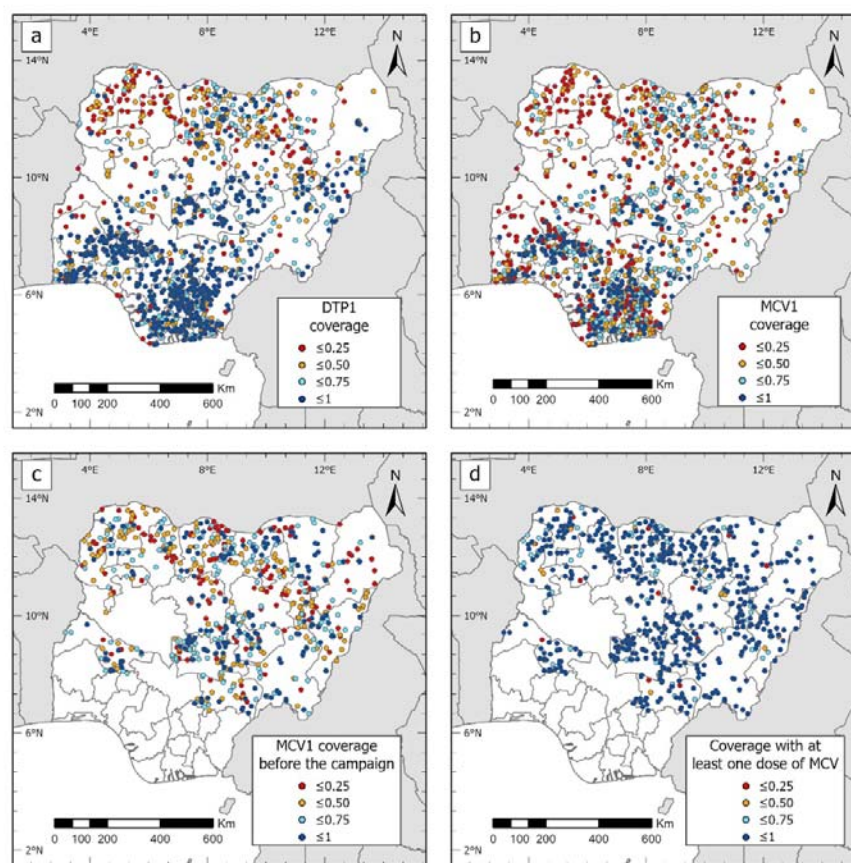 a
4°E 8°E 12°E
N
14°N
10°N
6°N
2°N
DTP1
coverage
≤0.25
≤0.50
≤0.75
≤1
Km
0 100 200 400 600
b
4°E 8°E 12°E
N
14°N
10°N
6°N
2°N
MCV1
coverage
≤0.25
≤0.50
≤0.75
≤1
Km
0 100 200 400 600
c
4°E 8°E 12°E
N
14°N
10°N
6°N
2°N
MCV1 coverage
before the campaign
≤0.25
≤0.50
≤0.75
≤1
Km
0 100 200 400 600
d
4°E 8°E 12°E
N
14°N
10°N
6°N
2°N
Coverage with at
least one dose of MCV
≤0.25
≤0.50
≤0.75
≤1
Km
0 100 200 400 600